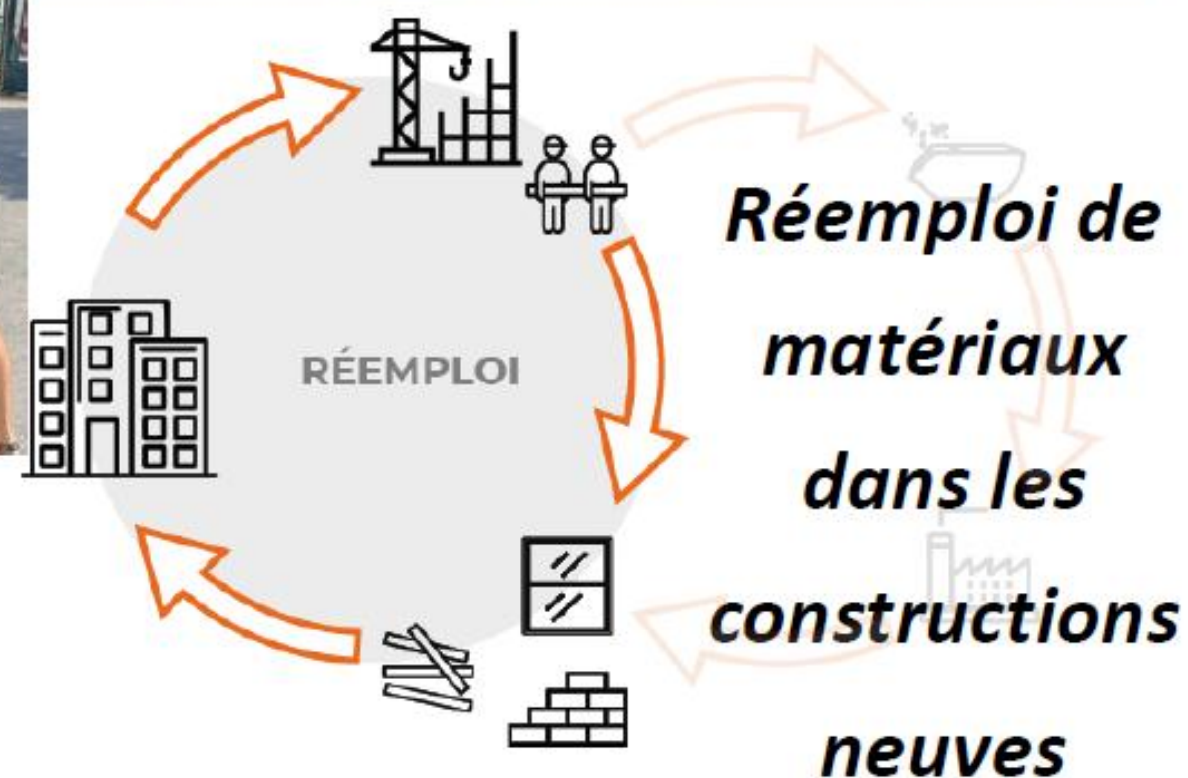 RÉEMPLOI
Réemploi de
matériaux
dans les
constructions
neuves